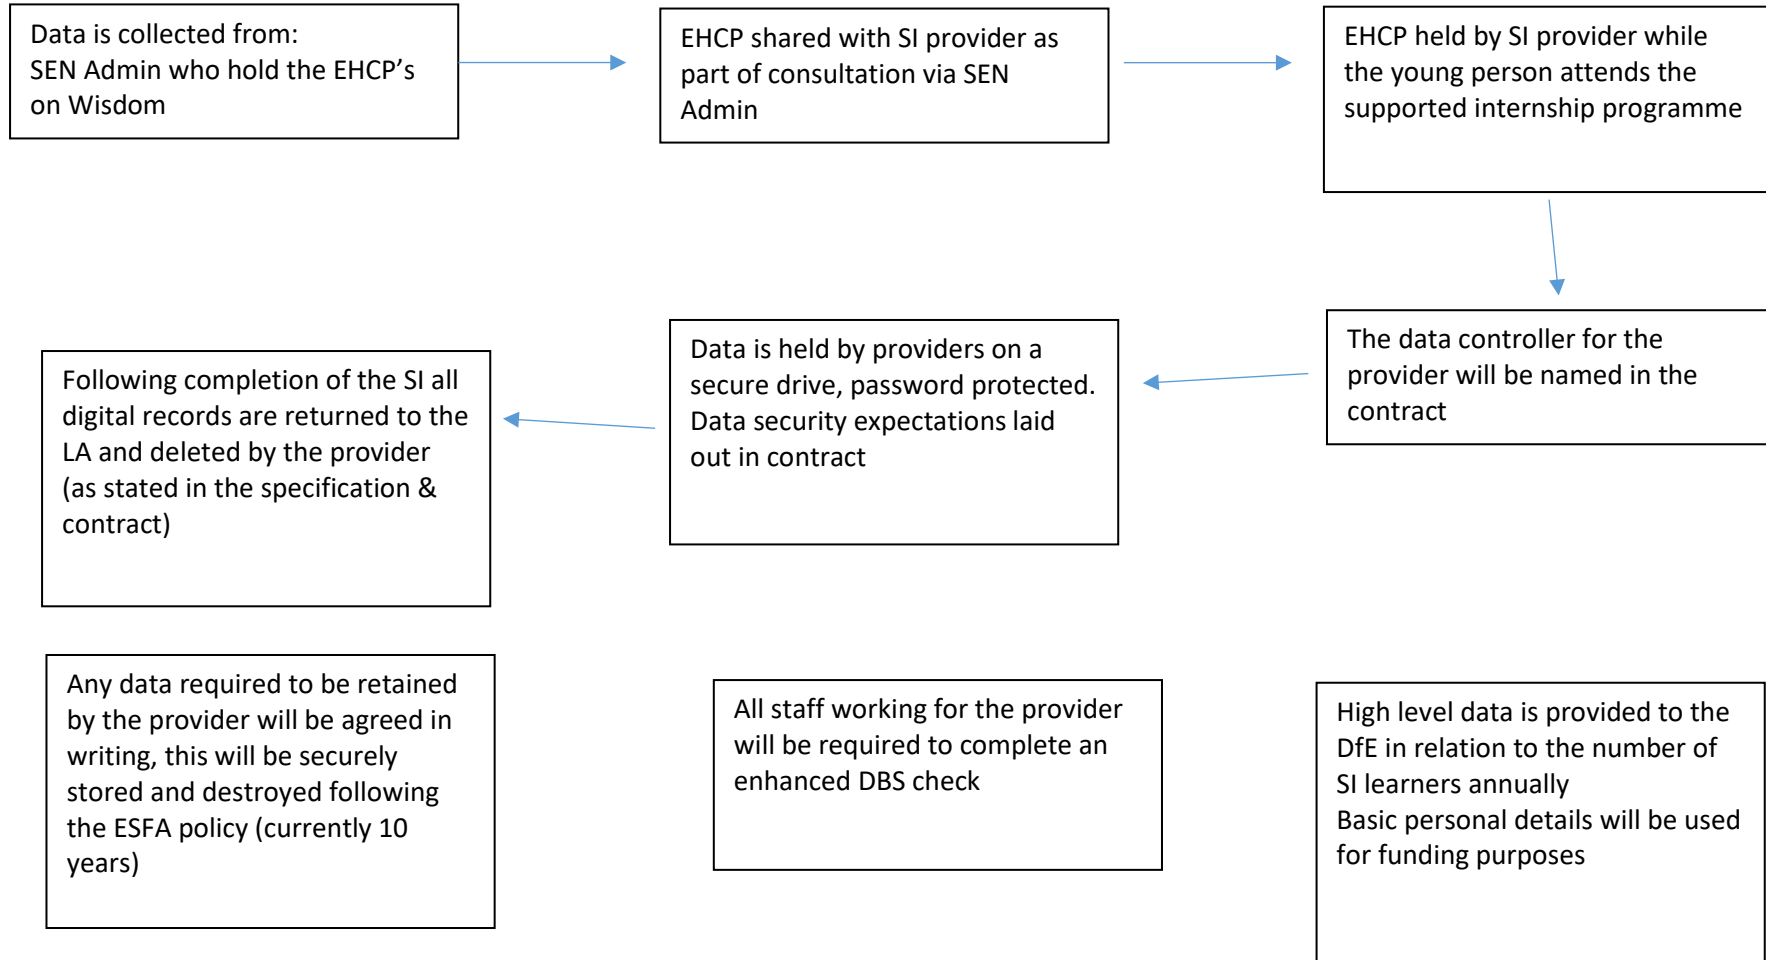 Data is collected from:
SEN Admin who hold the EHCP’s
on Wisdom
EHCP shared with SI provider as
part of consultation via SEN
Admin
EHCP held by SI provider while
the young person attends the
supported internship programme
The data controller for the
provider will be named in the
contract
Data is held by providers on a
secure drive, password protected.
Data security expectations laid
out in contract
Following completion of the SI all
digital records are returned to the
LA and deleted by the provider
(as stated in the specification &
contract)
Any data required to be retained
by the provider will be agreed in
writing, this will be securely
stored and destroyed following
the ESFA policy (currently 10
years)
All staff working for the provider
will be required to complete an
enhanced DBS check
High level data is provided to the
DfE in relation to the number of
SI learners annually
Basic personal details will be used
for funding purposes